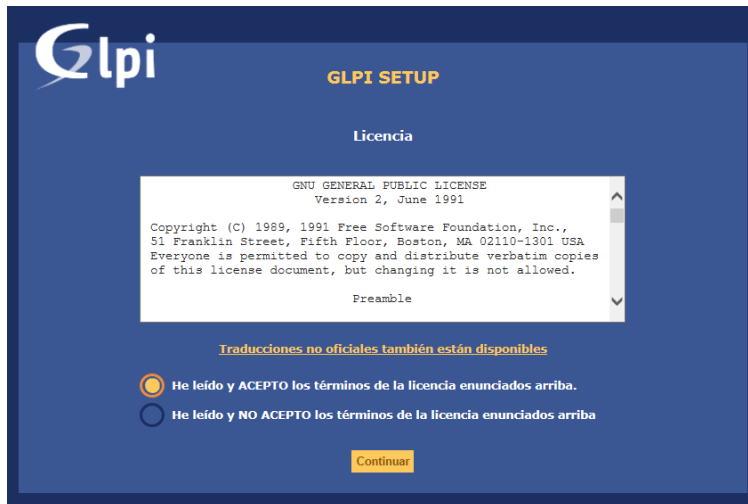 Glpi
GLPI SETUP
Licencia
GNU GENERAL PUBLIC LICENSE
Version 2, June 1991
Copyright (C) 1989, 1991 Free Software Foundation, Inc.,
51 Franklin Street, Fifth Floor, Boston, MA 02110-1301 USA
Everyone is permitted to copy and distribute verbatim copies
of this license document, but changing it is not allowed.
Preamble
Traducciones no oficiales también están disponibles
He leído y ACEPTO los términos de la licencia enunciados arriba.
He leído y NO ACEPTO los términos de la licencia enunciados arriba
Continuar